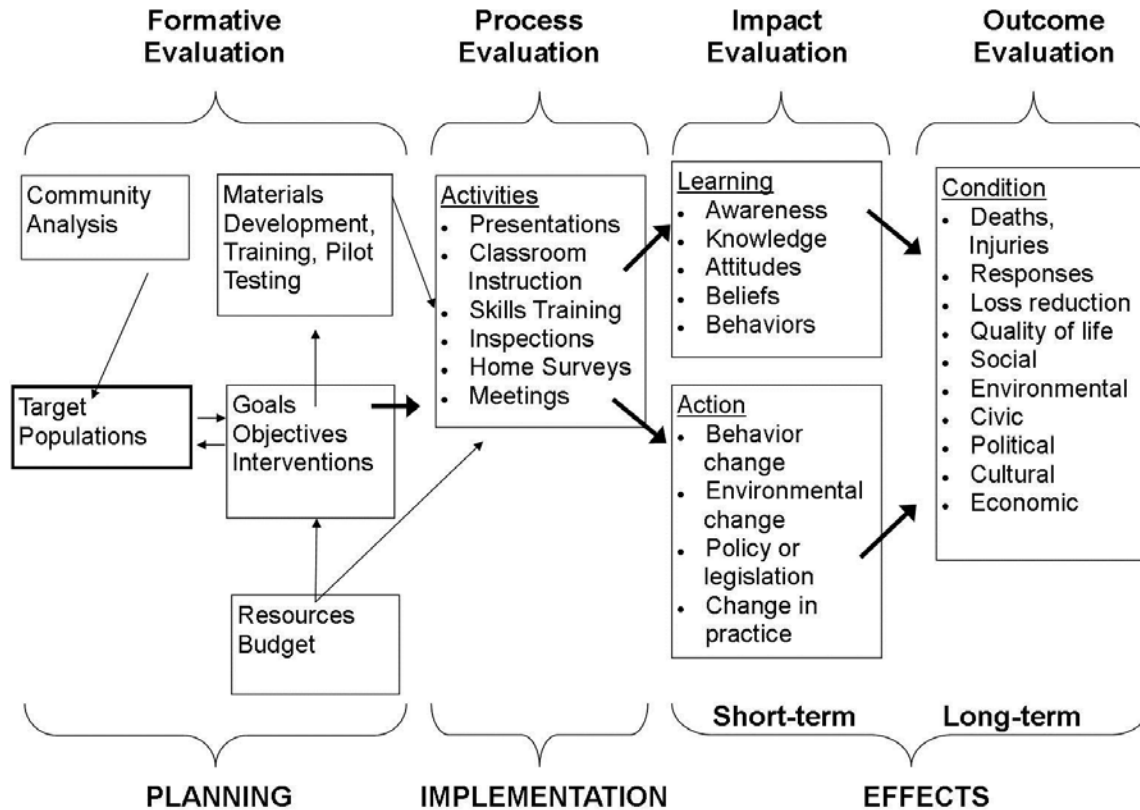 Formative
Evaluation
Process
Evaluation
Impact
Evaluation
Outcome
Evaluation
Community
Analysis
Materials
Development,
Training, Pilot
Testing
Target
Populations
Goals
Objectives
Interventions
Resources
Budget
Activities
• Presentations
• Classroom
Instruction
• Skills Training
• Inspections
• Home Surveys
• Meetings
Learning
• Awareness
• Knowledge
• Attitudes
• Beliefs
• Behaviors
Action
• Behavior
change
• Environmental
change
• Policy or
legislation
• Change in
practice
Condition
• Deaths,
Injuries
• Responses
• Loss reduction
• Quality of life
• Social
• Environmental
• Civic
• Political
• Cultural
• Economic
Short-term
Long-term
PLANNING
IMPLEMENTATION
EFFECTS